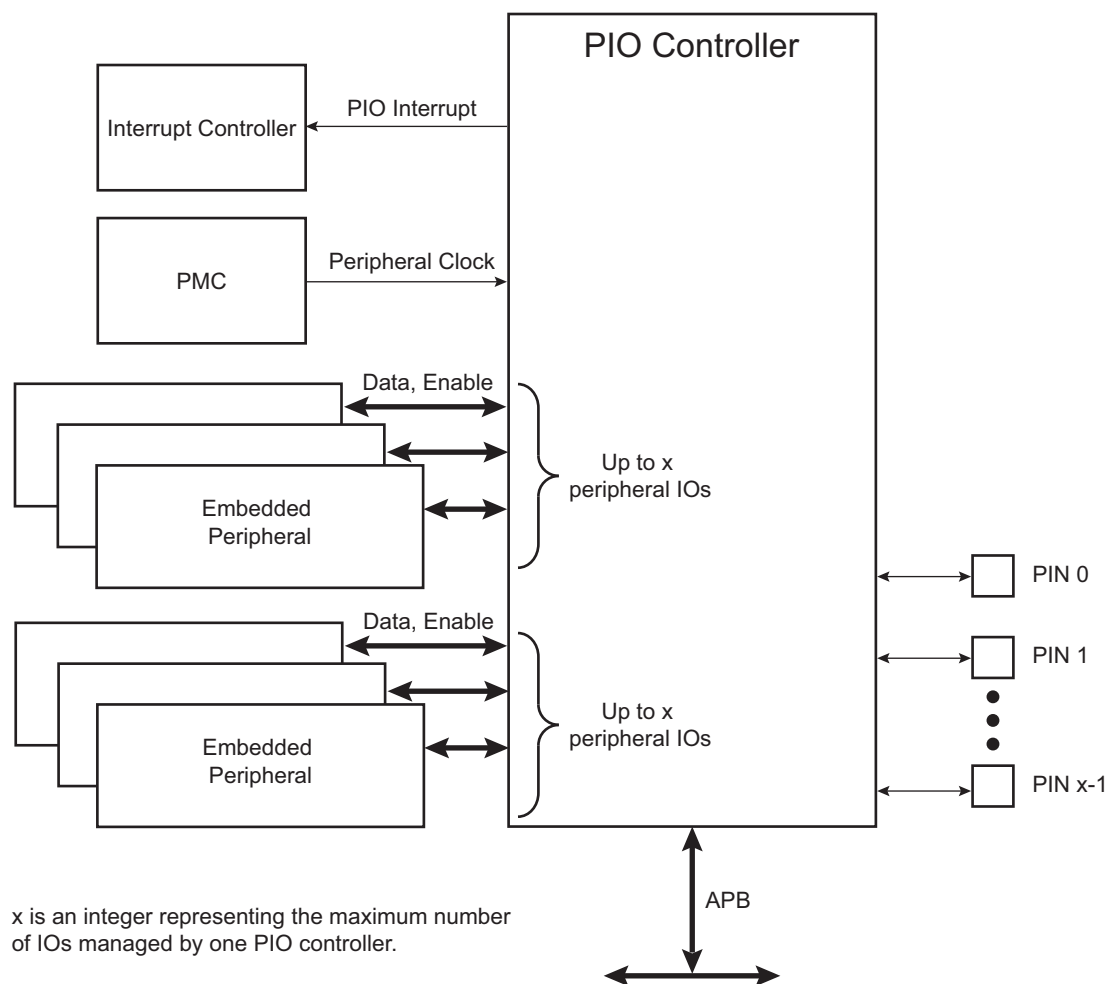 PIO Controller
PIO Interrupt
Interrupt Controller
Peripheral Clock
PMC
Data, Enable
Up to x
peripheral IOs
Embedded
Peripheral
PIN 0
Data, Enable
PIN 1
Up to x
peripheral IOs
Embedded
Peripheral
PIN x-1
APB
x is an integer representing the maximum number
of IOs managed by one PIO controller.